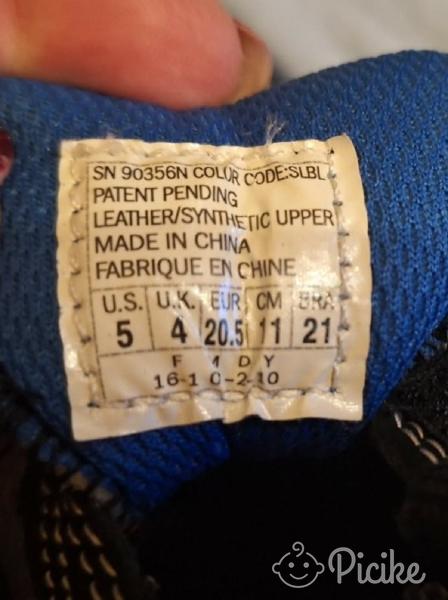 SN 90356N COLOR CODE:SLBL
PATENT PENDING
LEATHER/SYNTHETIC UPPER
MADE IN CHINA
FABRIQUE EN CHINE
U.S. U.K. EUR CM BRA
5 4 20.5 11 21
F M D Y
16-1 0-2-10
Picike